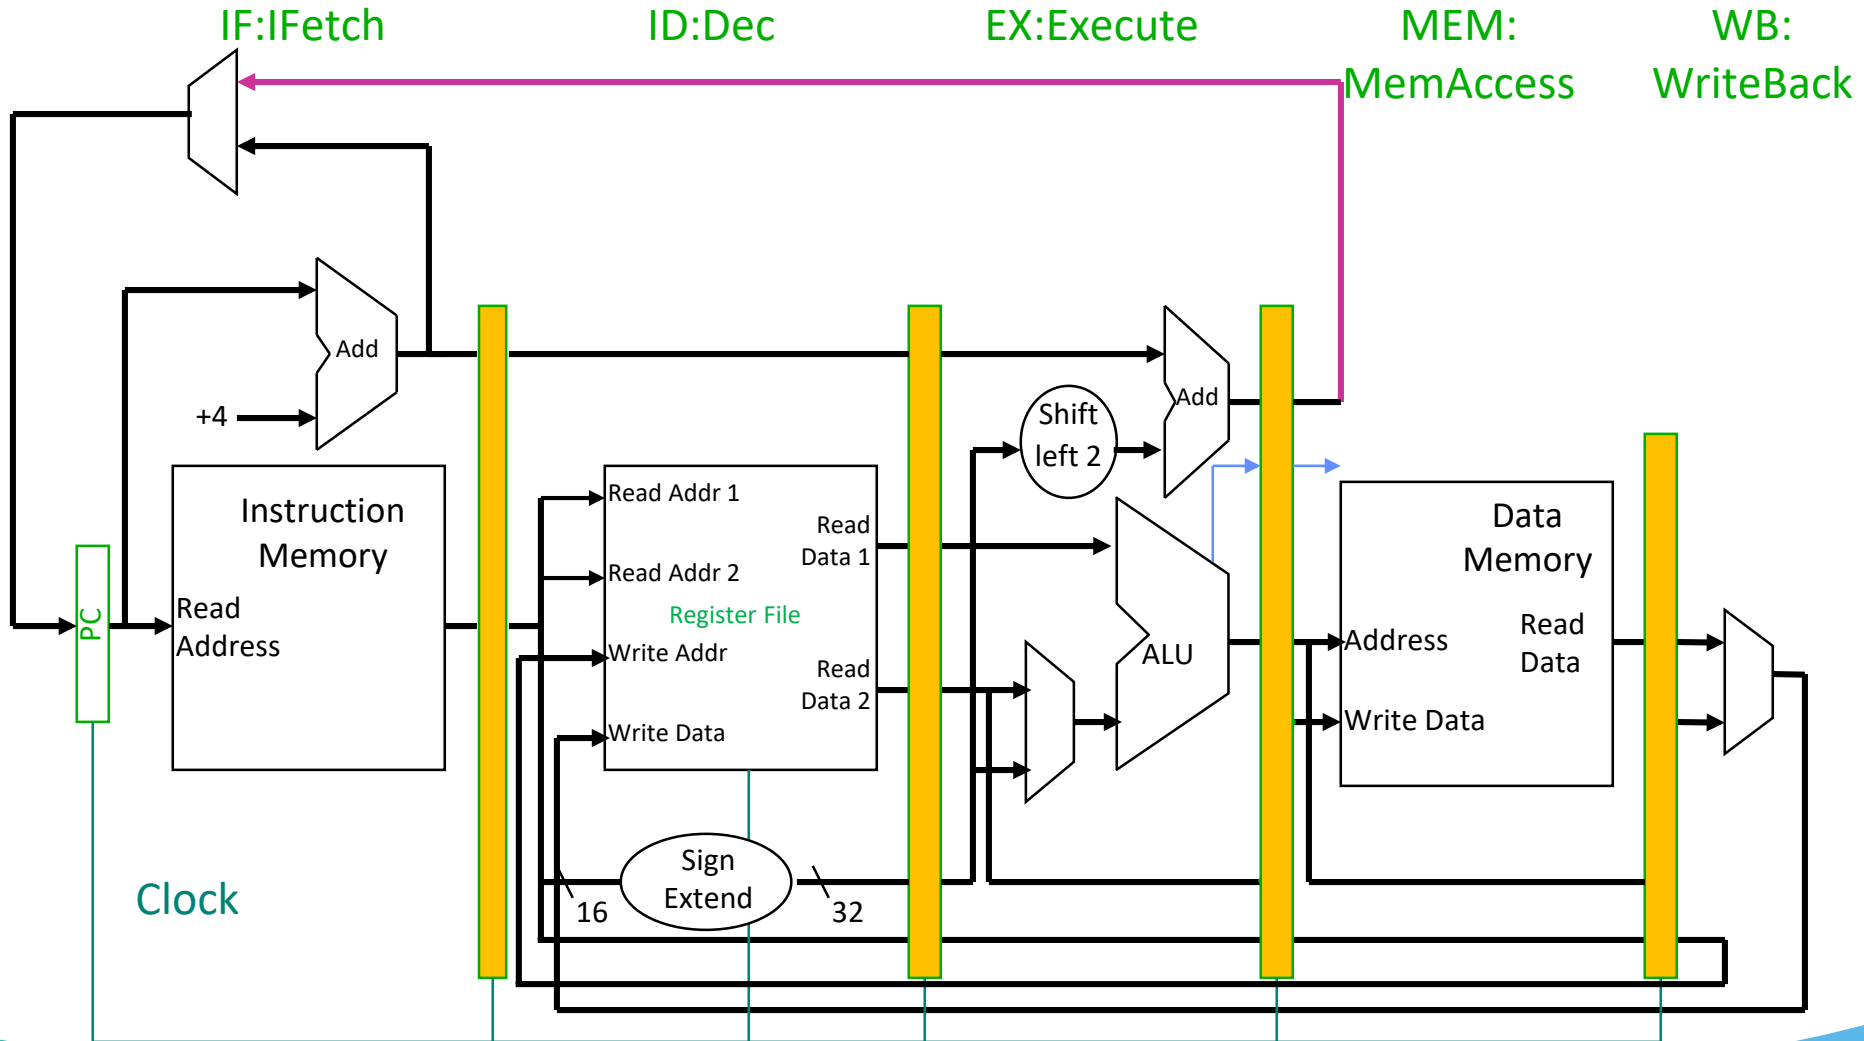 IF:IFetch
ID:Dec
EX:Execute
MEM:
MemAccess
WB:
WriteBack
Add
+4
Shift
left 2
Add
Instruction
Memory
Read
Address
PC
Read Addr 1
Read Addr 2
Register File
Write Addr
Write Data
Read
Data 1
Read
Data 2
ALU
Data
Memory
Address
Write Data
Read
Data
Sign
Extend
16
32
Clock